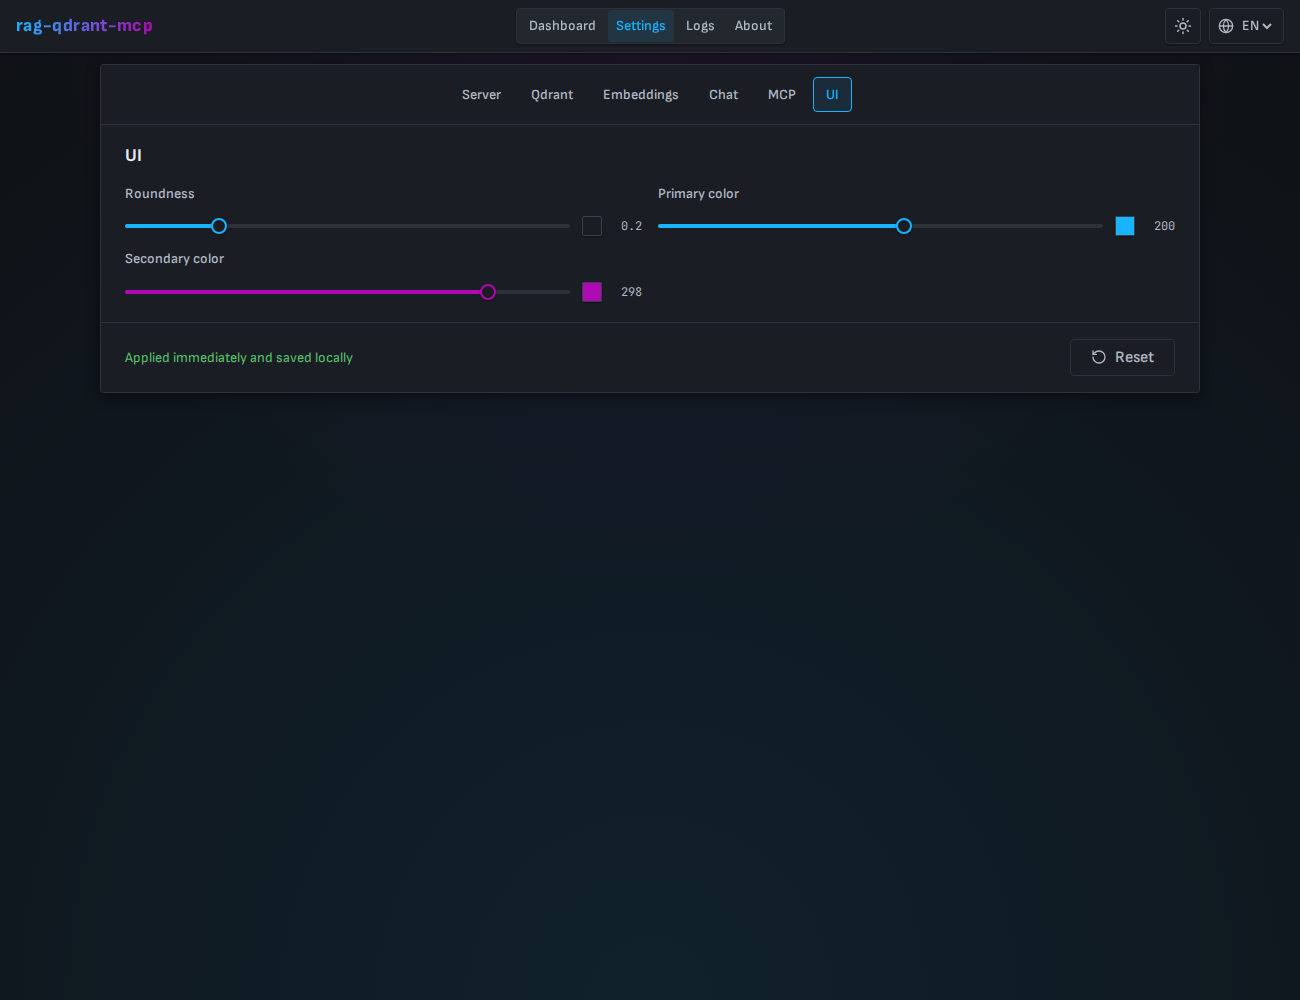 rag-qdrant-mcp
Dashboard Settings Logs About
EN
Server Qdrant Embeddings Chat MCP UI
UI
Roundness
0.2
Primary color
200
Secondary color
298
Applied immediately and saved locally
Reset